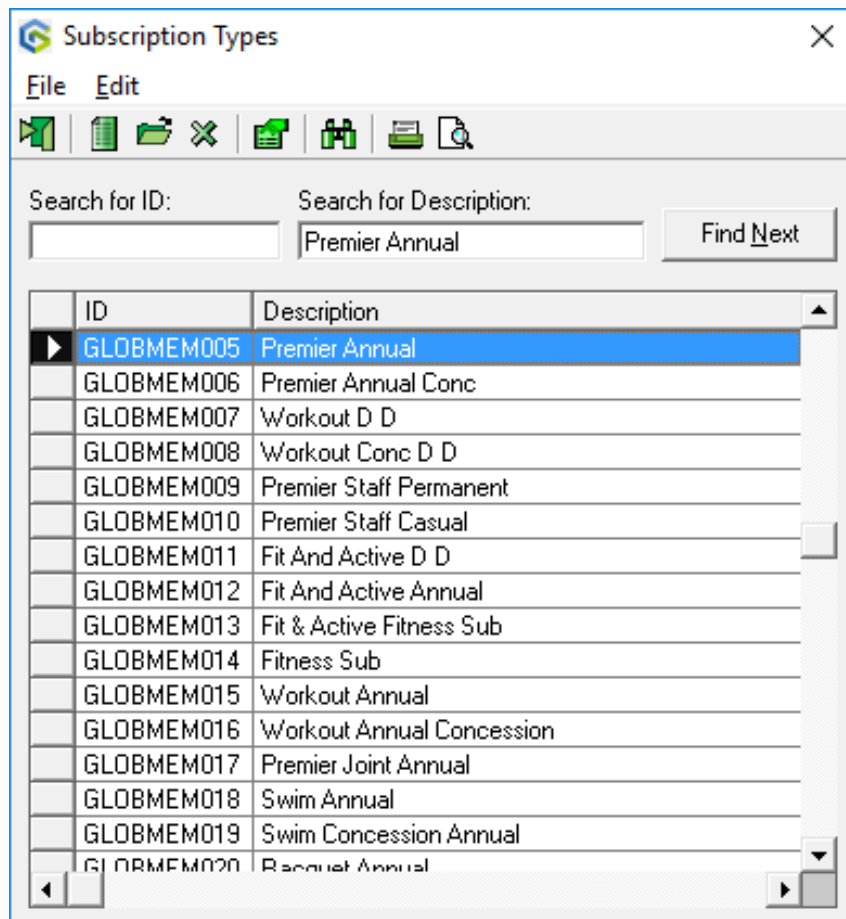 Subscription Types
File Edit
Search for ID: Search for Description:
Premier Annual Find Next
ID Description
GLOBMEM005 Premier Annual
GLOBMEM006 Premier Annual Conc
GLOBMEM007 Workout D D
GLOBMEM008 Workout Conc D D
GLOBMEM009 Premier Staff Permanent
GLOBMEM010 Premier Staff Casual
GLOBMEM011 Fit And Active D D
GLOBMEM012 Fit And Active Annual
GLOBMEM013 Fit & Active Fitness Sub
GLOBMEM014 Fitness Sub
GLOBMEM015 Workout Annual
GLOBMEM016 Workout Annual Concession
GLOBMEM017 Premier Joint Annual
GLOBMEM018 Swim Annual
GLOBMEM019 Swim Concession Annual
GLOBMEM020 Racquet Annual